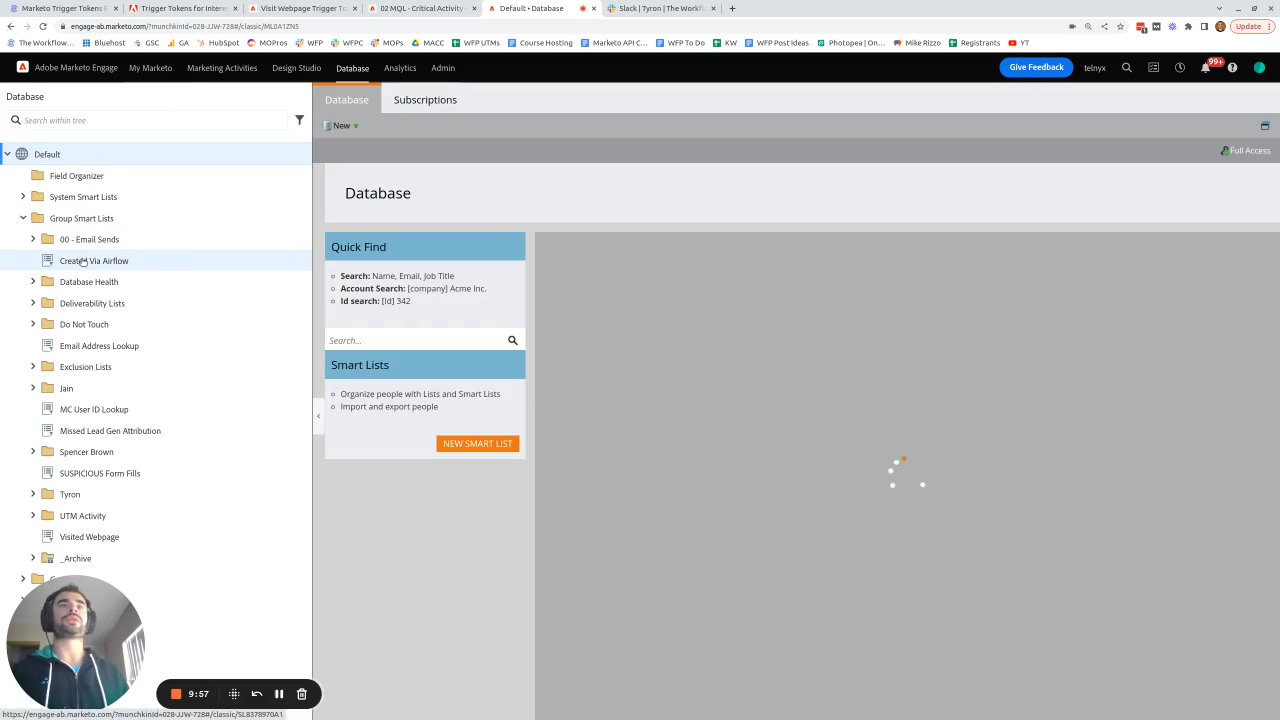 Marketo Trigger Tokens E
Trigger Tokens for Interes
Visit Webpage Trigger To
02 MQL - Critical Activity
Default • Database
Slack | Tyron | The Workfl
engage-ab.marketo.com/?munchkinId=028-JJW-728#/classic/ML0A1ZN5
Update
The Workflow...
Bluehost
GSC
GA
HubSpot
MOPros
WFP
WFPC
MOPs
MACC
WFP UTMs
Course Hosting
Marketo API C...
WFP To Do
KW
WFP Post Ideas
Photopea | On...
Mike Rizzo
Registrants
YT
Adobe Marketo Engage
My Marketo
Marketing Activities
Design Studio
Database
Analytics
Admin
Give Feedback
telnyx
99+
Database
Search within tree
Default
Field Organizer
System Smart Lists
Group Smart Lists
00 - Email Sends
Create Via Airflow
Database Health
Deliverability Lists
Do Not Touch
Email Address Lookup
Exclusion Lists
Jain
MC User ID Lookup
Missed Lead Gen Attribution
Spencer Brown
SUSPICIOUS Form Fills
Tyron
UTM Activity
Visited Webpage
_Archive
Database
Subscriptions
New
Full Access
Database
Quick Find
Search: Name, Email, Job Title
Account Search: [company] Acme Inc.
Id search: [Id] 342
Search...
Smart Lists
Organize people with Lists and Smart Lists
Import and export people
NEW SMART LIST
9:57
https://engage-ab.marketo.com/?munchkinId=028-JJW-728#/classic/SL8378970A1